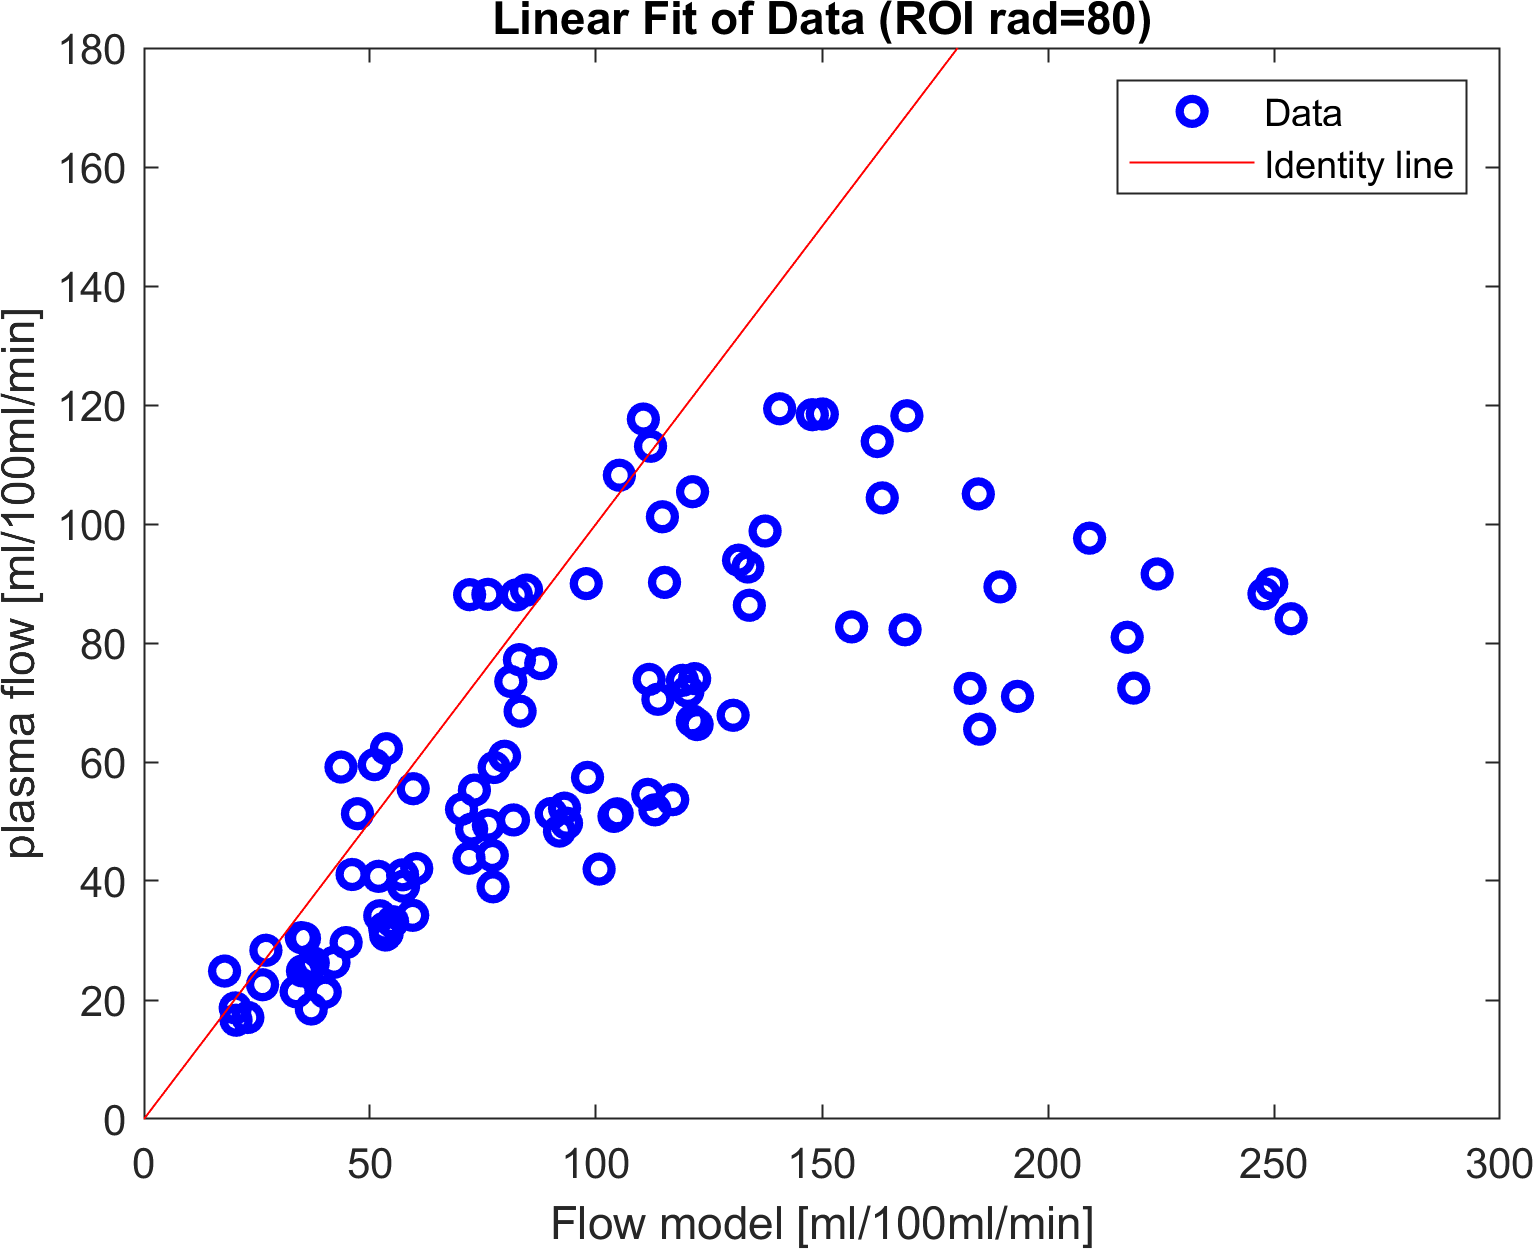 Linear Fit of Data (ROI rad=80)
180
160
140
120
100
80
60
40
20
0
plasma flow [ml/100ml/min]
Data
Identity line
0 50 100 150 200 250 300
Flow model [ml/100ml/min]